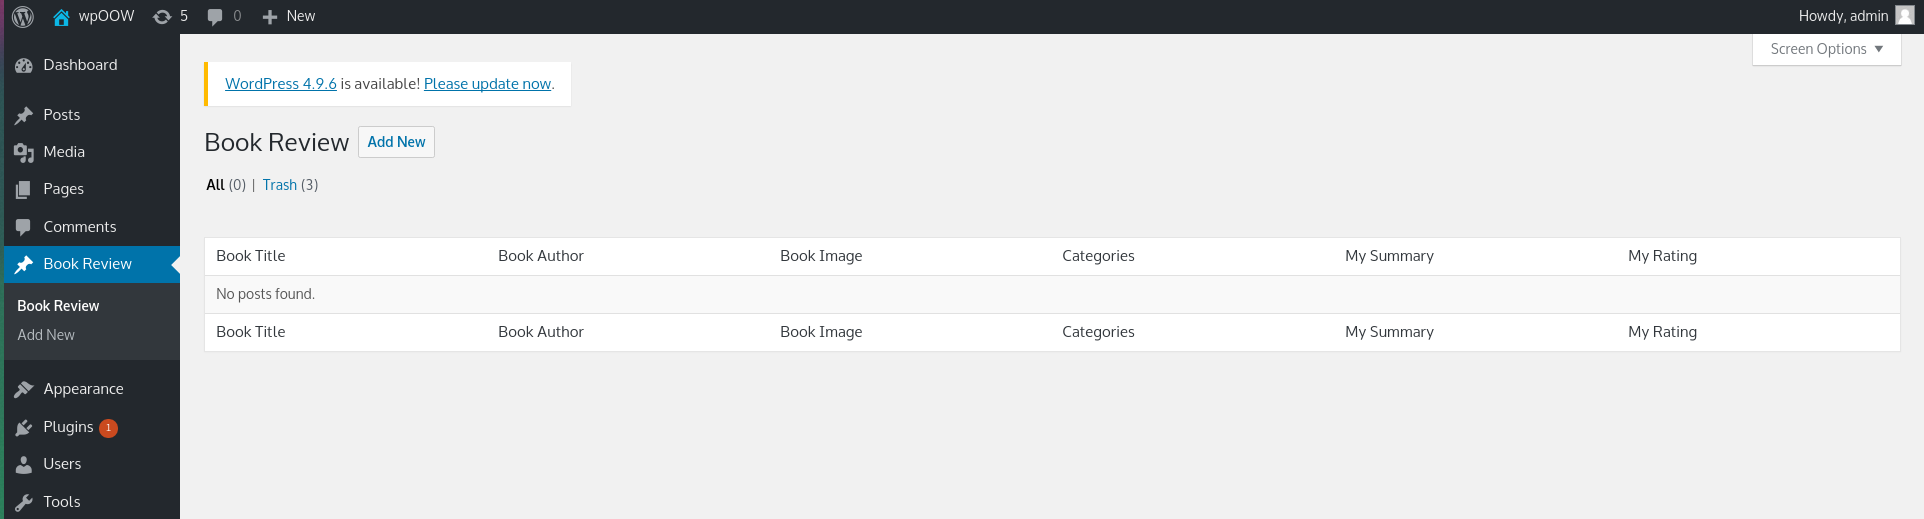 wpOOW 5 0 New Howdy, admin
Screen Options
Dashboard
Posts
Media
Pages
Comments
Book Review
Book Review
Add New
Appearance
Plugins 1
Users
Tools
WordPress 4.9.6 is available! Please update now.
Book Review Add New
All (0) | Trash (3)
Book Title Book Author Book Image Categories My Summary My Rating
No posts found.
Book Title Book Author Book Image Categories My Summary My Rating